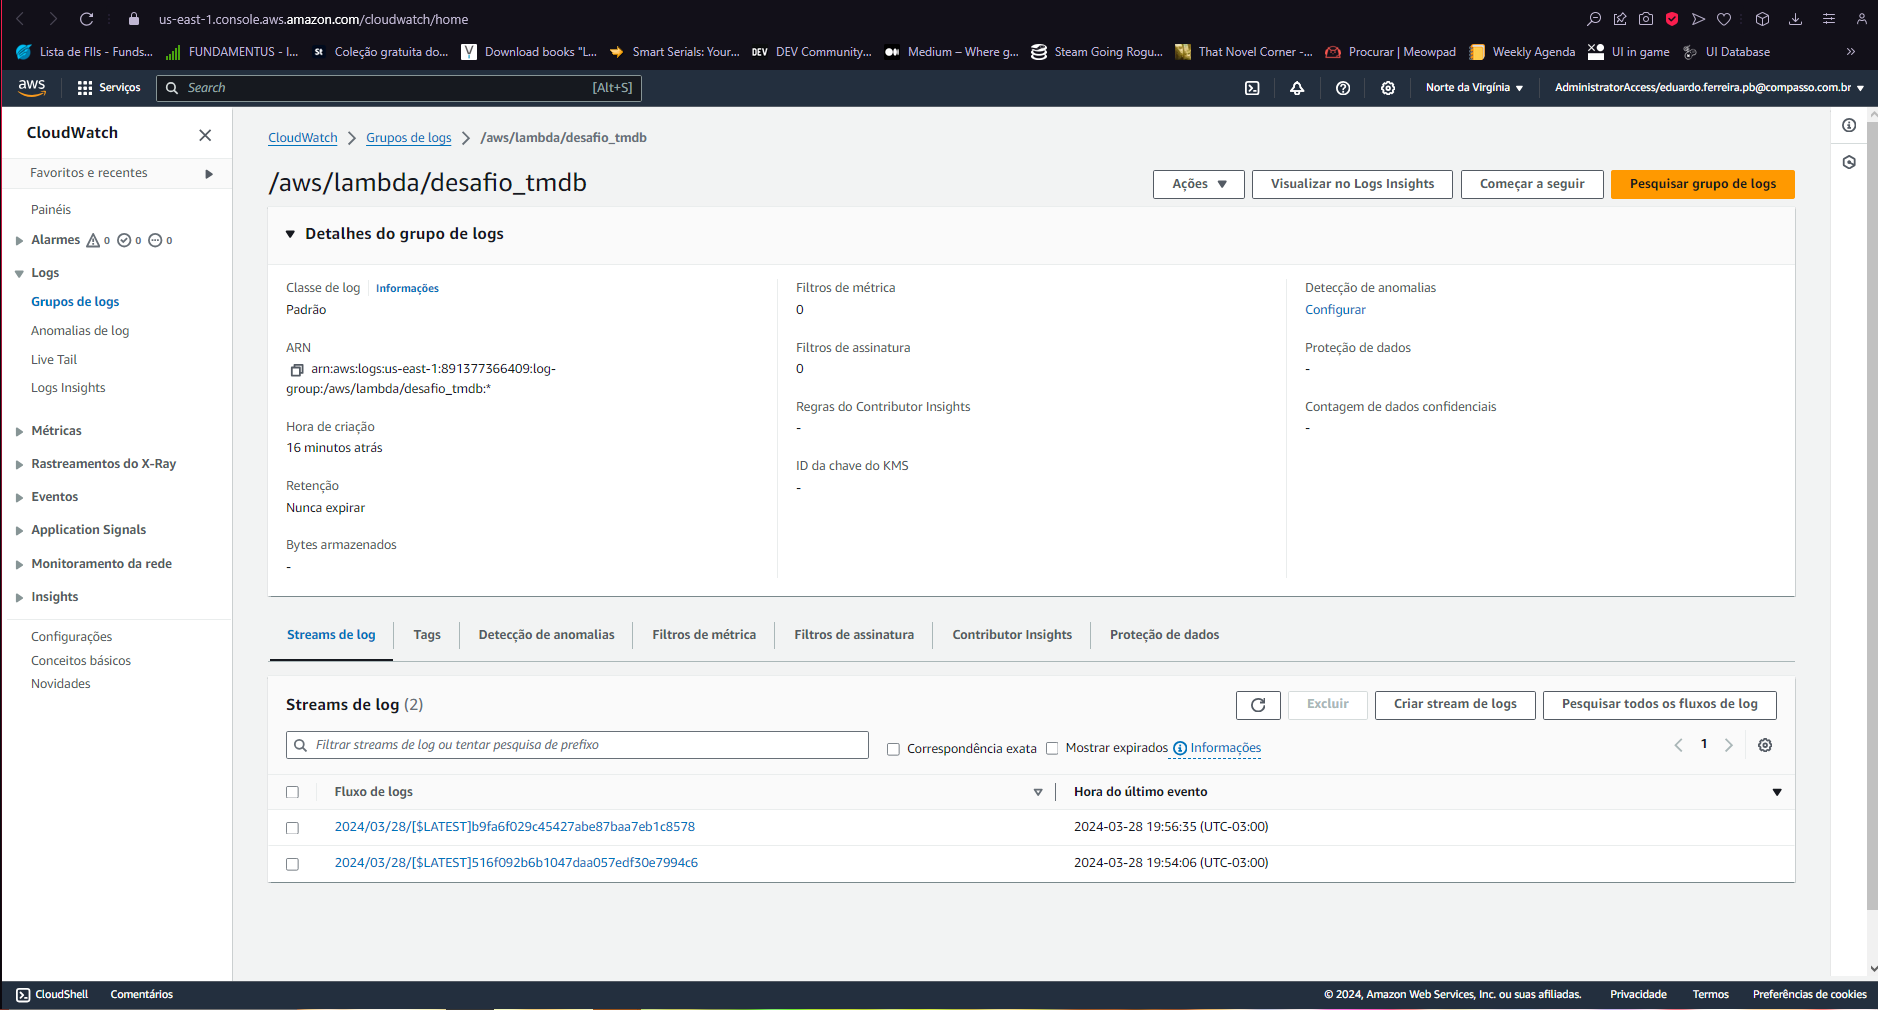 us-east-1.console.aws.amazon.com/cloudwatch/home
Lista de FIIs - Funds... FUNDAMENTUS - I... St Coleção gratuita do... Download books "L... Smart Serials: Your... DEV DEV Community... Medium – Where g... Steam Going Rogu... That Novel Corner -... Procurar | Meowpad Weekly Agenda UI in game UI Database »
aws Serviços Search [Alt+S] Norte da Virgínia AdministratorAccess/eduardo.ferreira.pb@compasso.com.br
CloudWatch
Favoritos e recentes
Painéis
Alarmes 0 0 0
Logs
Grupos de logs
Anomalias de log
Live Tail
Logs Insights
Métricas
Rastreamentos do X-Ray
Eventos
Application Signals
Monitoramento da rede
Insights
Configurações
Conceitos básicos
Novidades
CloudWatch Grupos de logs /aws/lambda/desafio_tmdb
/aws/lambda/desafio_tmdb
Ações Visualizar no Logs Insights Começar a seguir Pesquisar grupo de logs
Detalhes do grupo de logs
Classe de log Informações
Padrão
ARN
arn:aws:logs:us-east-1:891377366409:log-
group:/aws/lambda/desafio_tmdb:*
Hora de criação
16 minutos atrás
Retenção
Nunca expirar
Bytes armazenados
-
Filtros de métrica
0
Filtros de assinatura
0
Regras do Contributor Insights
-
ID da chave do KMS
-
Detecção de anomalias
Configurar
Proteção de dados
-
Contagem de dados confidenciais
-
Streams de log Tags Detecção de anomalias Filtros de métrica Filtros de assinatura Contributor Insights Proteção de dados
Streams de log (2)
Excluir Criar stream de logs Pesquisar todos os fluxos de log
Filtrar streams de log ou tentar pesquisa de prefixo Correspondência exata Mostrar expirados Informações 1
Fluxo de logs Hora do último evento
2024/03/28/[$LATEST]b9fa6f029c45427abe87baa7eb1c8578 2024-03-28 19:56:35 (UTC-03:00)
2024/03/28/[$LATEST]516f092b6b1047daa057edf30e7994c6 2024-03-28 19:54:06 (UTC-03:00)
CloudShell Comentários © 2024, Amazon Web Services, Inc. ou suas afiliadas. Privacidade Termos Preferências de cookies